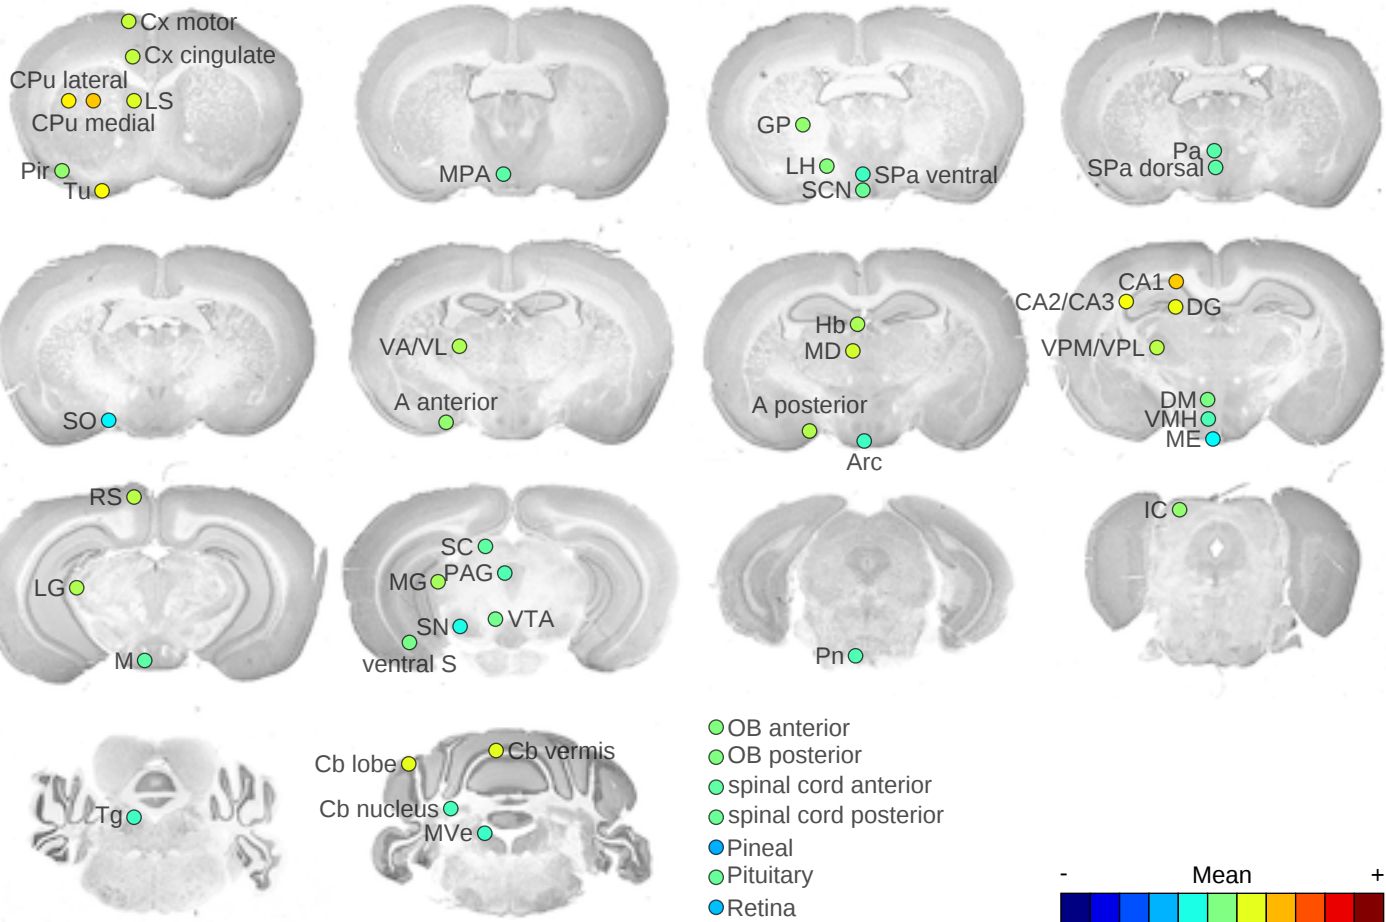 Cx motor
Cx cingulate
CPu lateral
LS
CPu medial
Pir
Tu
MPA
GP
LH
SPa ventral
SCN
Pa
SPa dorsal
SO
VA/VL
A anterior
Hb
MD
A posterior
Arc
CA1
CA2/CA3
DG
VPM/VPL
DM
VMH
ME
RS
LG
M
SC
PAG
MG
VTA
SN
ventral S
Pn
IC
Tg
Cb vermis
Cb lobe
Cb nucleus
MVe
OB anterior
OB posterior
spinal cord anterior
spinal cord posterior
Pineal
Pituitary
Retina
- Mean +